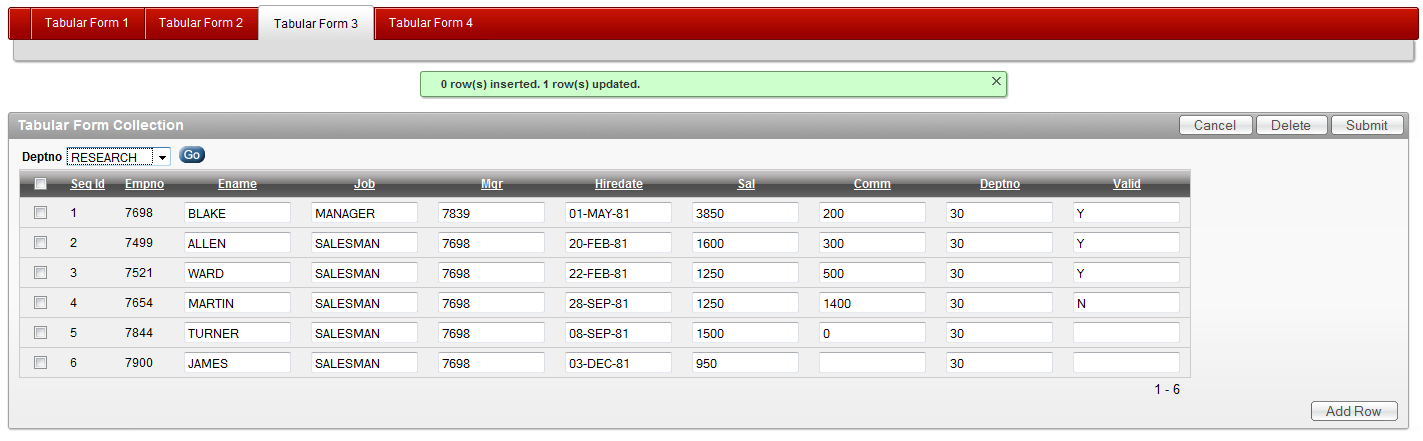 Tabular Form 1 Tabular Form 2 Tabular Form 3 Tabular Form 4
0 row(s) inserted. 1 row(s) updated.
Tabular Form Collection Cancel Delete Submit
Deptno RESEARCH Go
Seq Id Empno Ename Job Mgr Hiredate Sal Comm Deptno Valid
1 7698 BLAKE MANAGER 7839 01-MAY-81 3850 200 30 Y
2 7499 ALLEN SALESMAN 7698 20-FEB-81 1600 300 30 Y
3 7521 WARD SALESMAN 7698 22-FEB-81 1250 500 30 Y
4 7654 MARTIN SALESMAN 7698 28-SEP-81 1250 1400 30 N
5 7844 TURNER SALESMAN 7698 08-SEP-81 1500 0 30
6 7900 JAMES SALESMAN 7698 03-DEC-81 950 30
1 - 6
Add Row